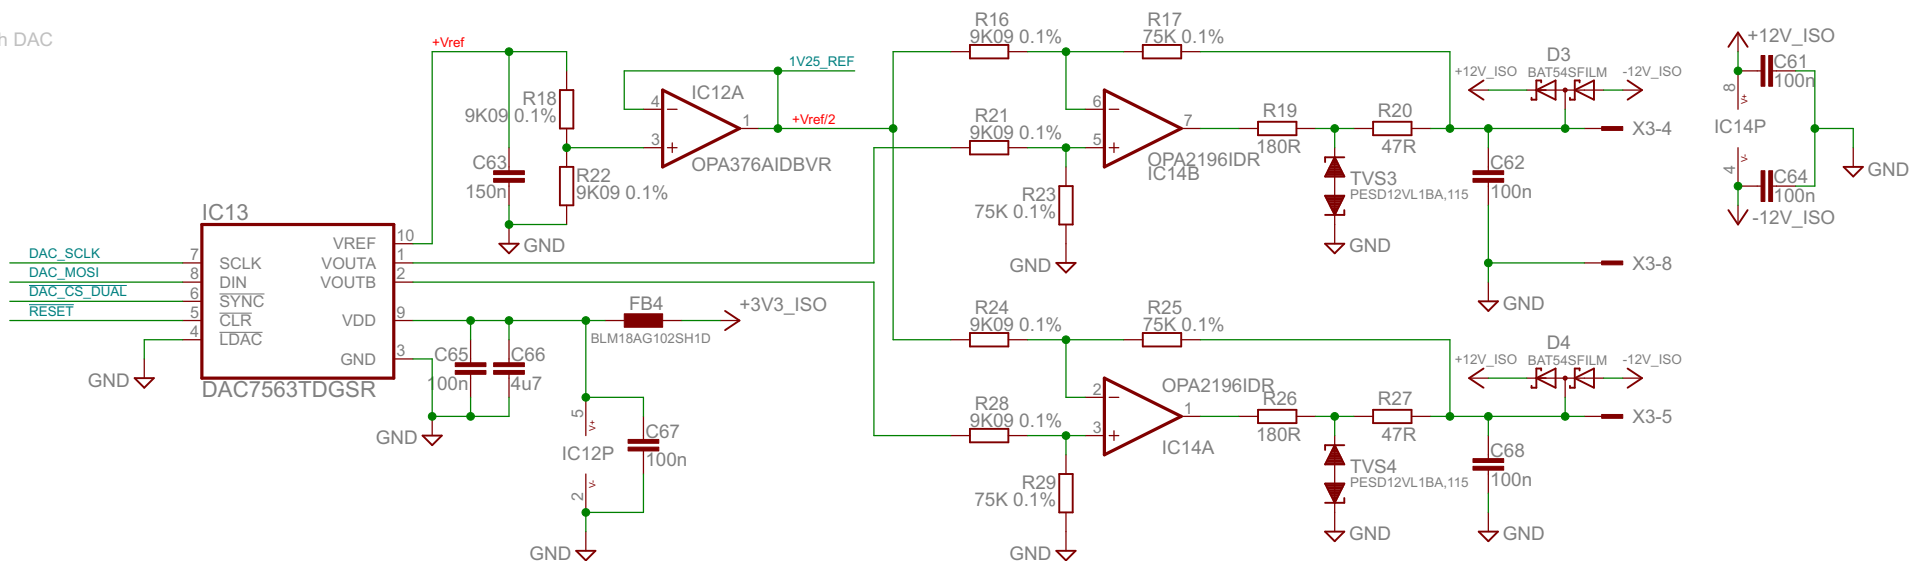 h DAC
+Vref
1V25_REF
IC12A
R18
9K09 0.1%
4
3
1
+Vref/2
OPA376AIDBVR
C63
150n
R22
9K09 0.1%
GND
R16
9K09 0.1%
R17
75K 0.1%
R21
9K09 0.1%
6
5
7
OPA2196IDR
IC14B
R23
75K 0.1%
GND
R19
180R
R20
47R
TVS3
PESD12VL1BA,115
GND
D3
+12V_ISO
BAT54SFILM
-12V_ISO
X3-4
C62
100n
X3-8
GND
+12V_ISO
C61
100n
8
V+
IC14P
V-
4
C64
100n
-12V_ISO
GND
IC13
VREF
10
VOUTA
1
VOUTB
2
VDD
9
GND
3
DAC_SCLK
7
SCLK
DAC_MOSI
8
DIN
DAC_CS_DUAL
6
SYNC
RESET
5
CLR
4
LDAC
GND
DAC7563TDGSR
C65
100n
C66
4u7
GND
FB4
BLM18AG102SH1D
+3V3_ISO
5
V+
IC12P
V-
2
C67
100n
GND
R24
9K09 0.1%
R25
75K 0.1%
R28
9K09 0.1%
2
3
1
OPA2196IDR
IC14A
R29
75K 0.1%
GND
R26
180R
R27
47R
TVS4
PESD12VL1BA,115
GND
D4
+12V_ISO
BAT54SFILM
-12V_ISO
X3-5
C68
100n
GND